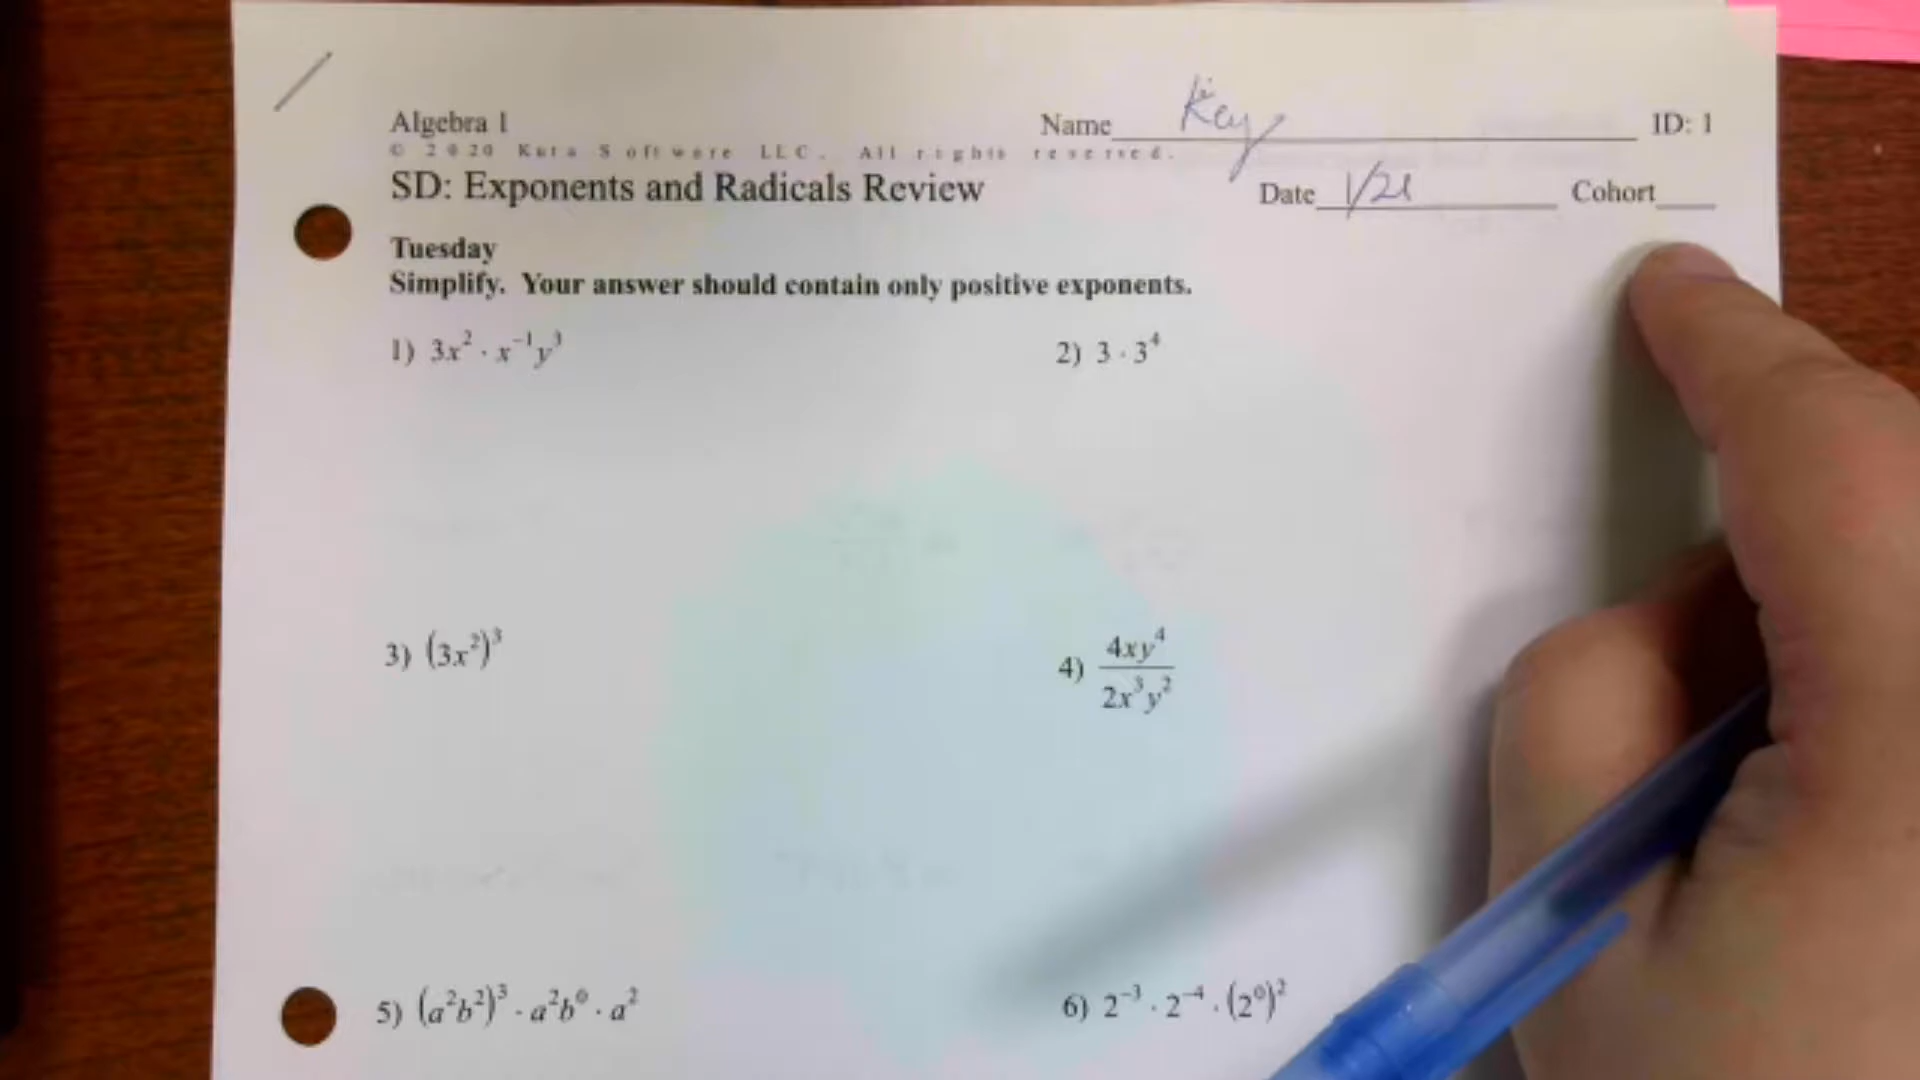 Algebra 1
Name Key ID: 1
© 2020 Kuta Software LLC. All rights reserved.
SD: Exponents and Radicals Review
Date 1/21 Cohort
Tuesday
Simplify. Your answer should contain only positive exponents.
1) 3x² · x⁻¹y³
2) 3 · 3⁴
3) (3x²)³
4) 4xy⁴ / 2x³y²
5) (a²b²)³ · a²b⁰ · a²
6) 2⁻³ · 2⁻⁴ · (2⁰)²